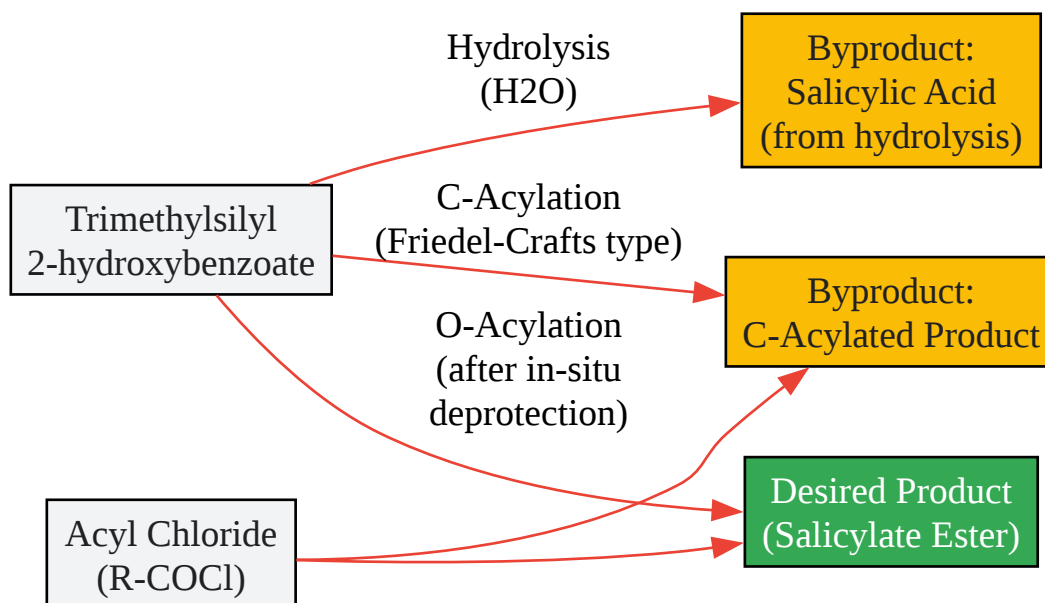 Hydrolysis
(H2O)
Byproduct:
Salicylic Acid
(from hydrolysis)
Trimethylsilyl
2-hydroxybenzoate
C-Acylation
(Friedel-Crafts type)
Byproduct:
C-Acylated Product
O-Acylation
(after in-situ
deprotection)
Acyl Chloride
(R-COCl)
Desired Product
(Salicylate Ester)